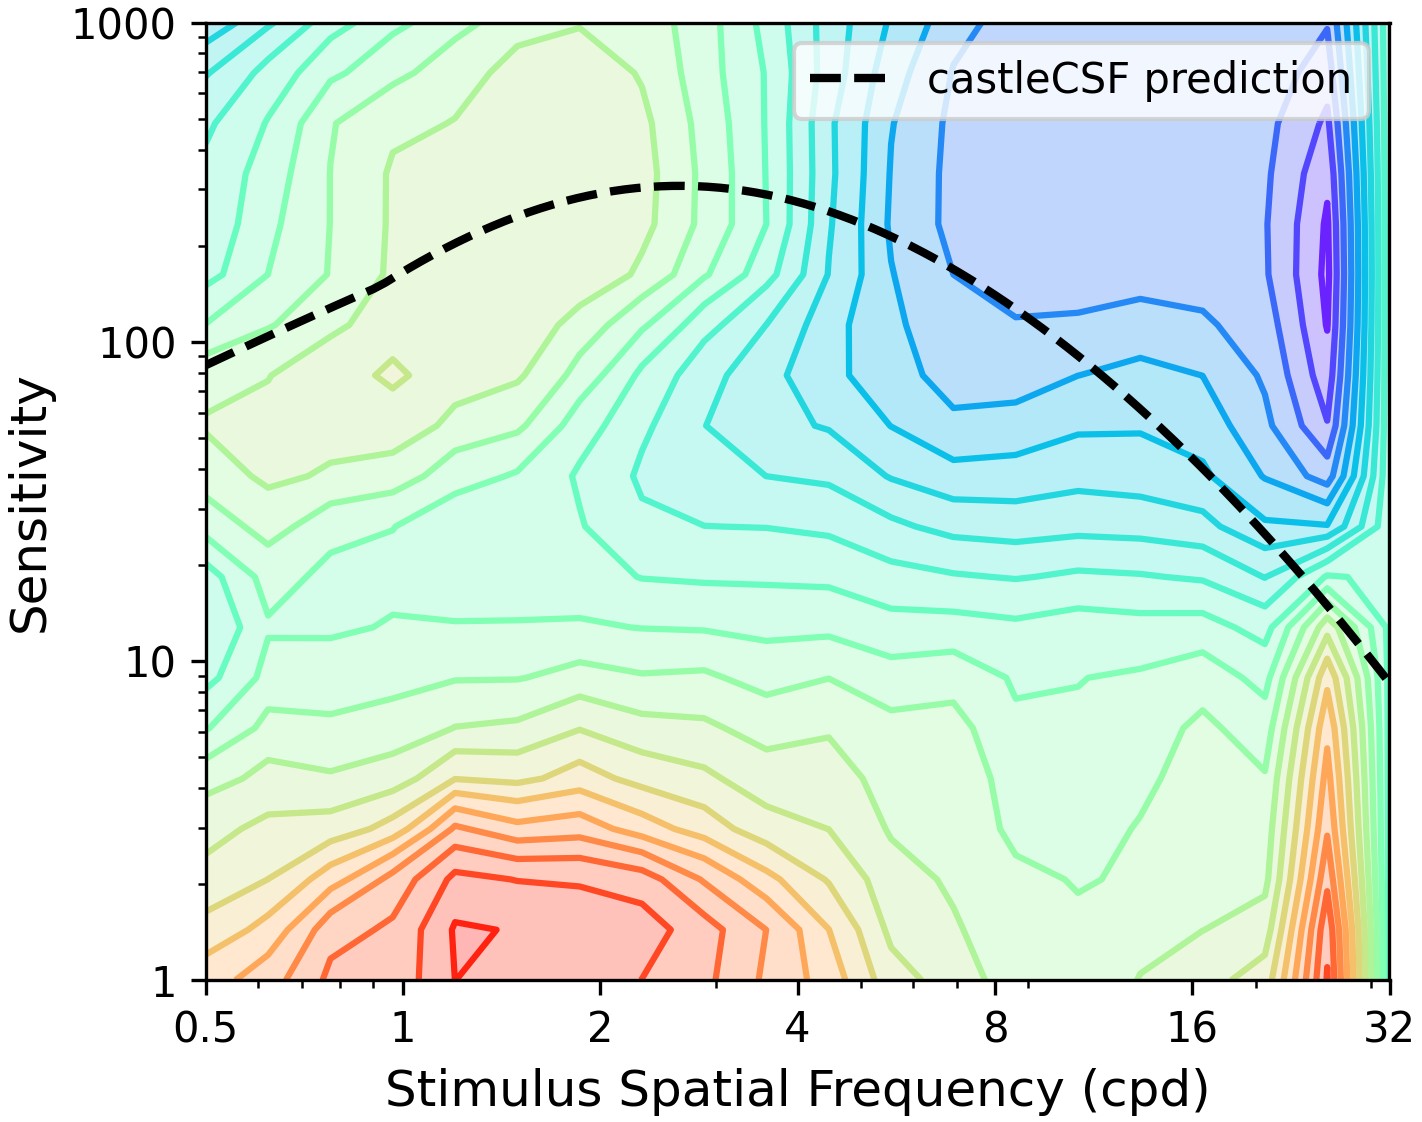 1000
castleCSF prediction
100
Sensitivity
10
1
0.5 1 2 4 8 16 32
Stimulus Spatial Frequency (cpd)